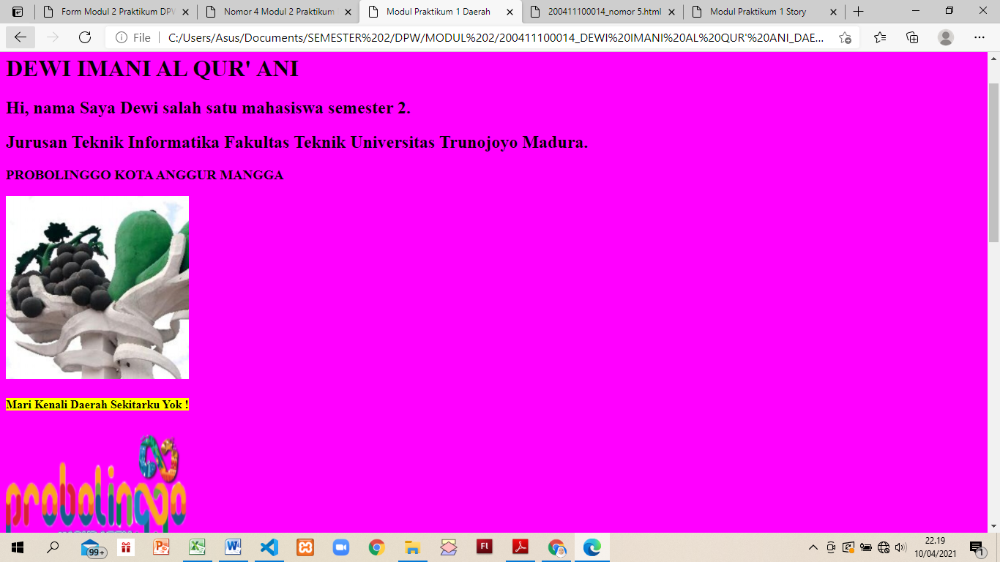 Form Modul 2 Praktikum DPW
Nomor 4 Modul 2 Praktikum
Modul Praktikum 1 Daerah
200411100014_nomor 5.html
Modul Praktikum 1 Story
File
C:/Users/Asus/Documents/SEMESTER%202/DPW/MODUL%202/200411100014_DEWI%20IMANI%20AL%20QUR'%20ANI_DAE...
DEWI IMANI AL QUR' ANI
Hi, nama Saya Dewi salah satu mahasiswa semester 2.
Jurusan Teknik Informatika Fakultas Teknik Universitas Trunojoyo Madura.
PROBOLINGGO KOTA ANGGUR MANGGA
Mari Kenali Daerah Sekitarku Yok !
probolinggo
99+
22.19
10/04/2021
1